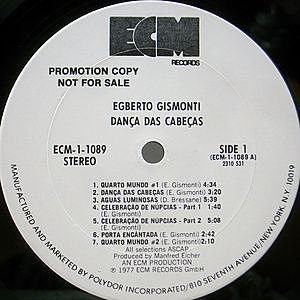 ECM
RECORDS
PROMOTION COPY
NOT FOR SALE
EGBERTO GISMONTI
DANÇA DAS CABEÇAS
ECM-1-1089
STEREO
SIDE 1
(ECM-1-1089 A)
2310 531
1. QUARTO MUNDO #1 (E. Gismonti) 4:34
2. DANÇA DAS CABEÇAS (E. Gismonti) 3:20
3. AGUAS LUMINOSAS (D. Bressane) 3:39
4. CELEBRAÇÃO DE NÚPCIAS - Part 1 1:40
(E. Gismonti)
5. CELEBRAÇÃO DE NÚPCIAS - Part 2 5:08
(E. Gismonti)
6. PORTA ENCANTADA (E. Gismonti)
7. QUARTO MUNDO #2 (E. Gismonti) 2:10
All selections ASCAP
Produced by Manfred Eicher
AN ECM PRODUCTION
℗ 1977 ECM RECORDS GmbH
MANUFACTURED AND MARKETED BY POLYDOR INCORPORATED/810 SEVENTH AVENUE, NEW YORK, N.Y. 10019